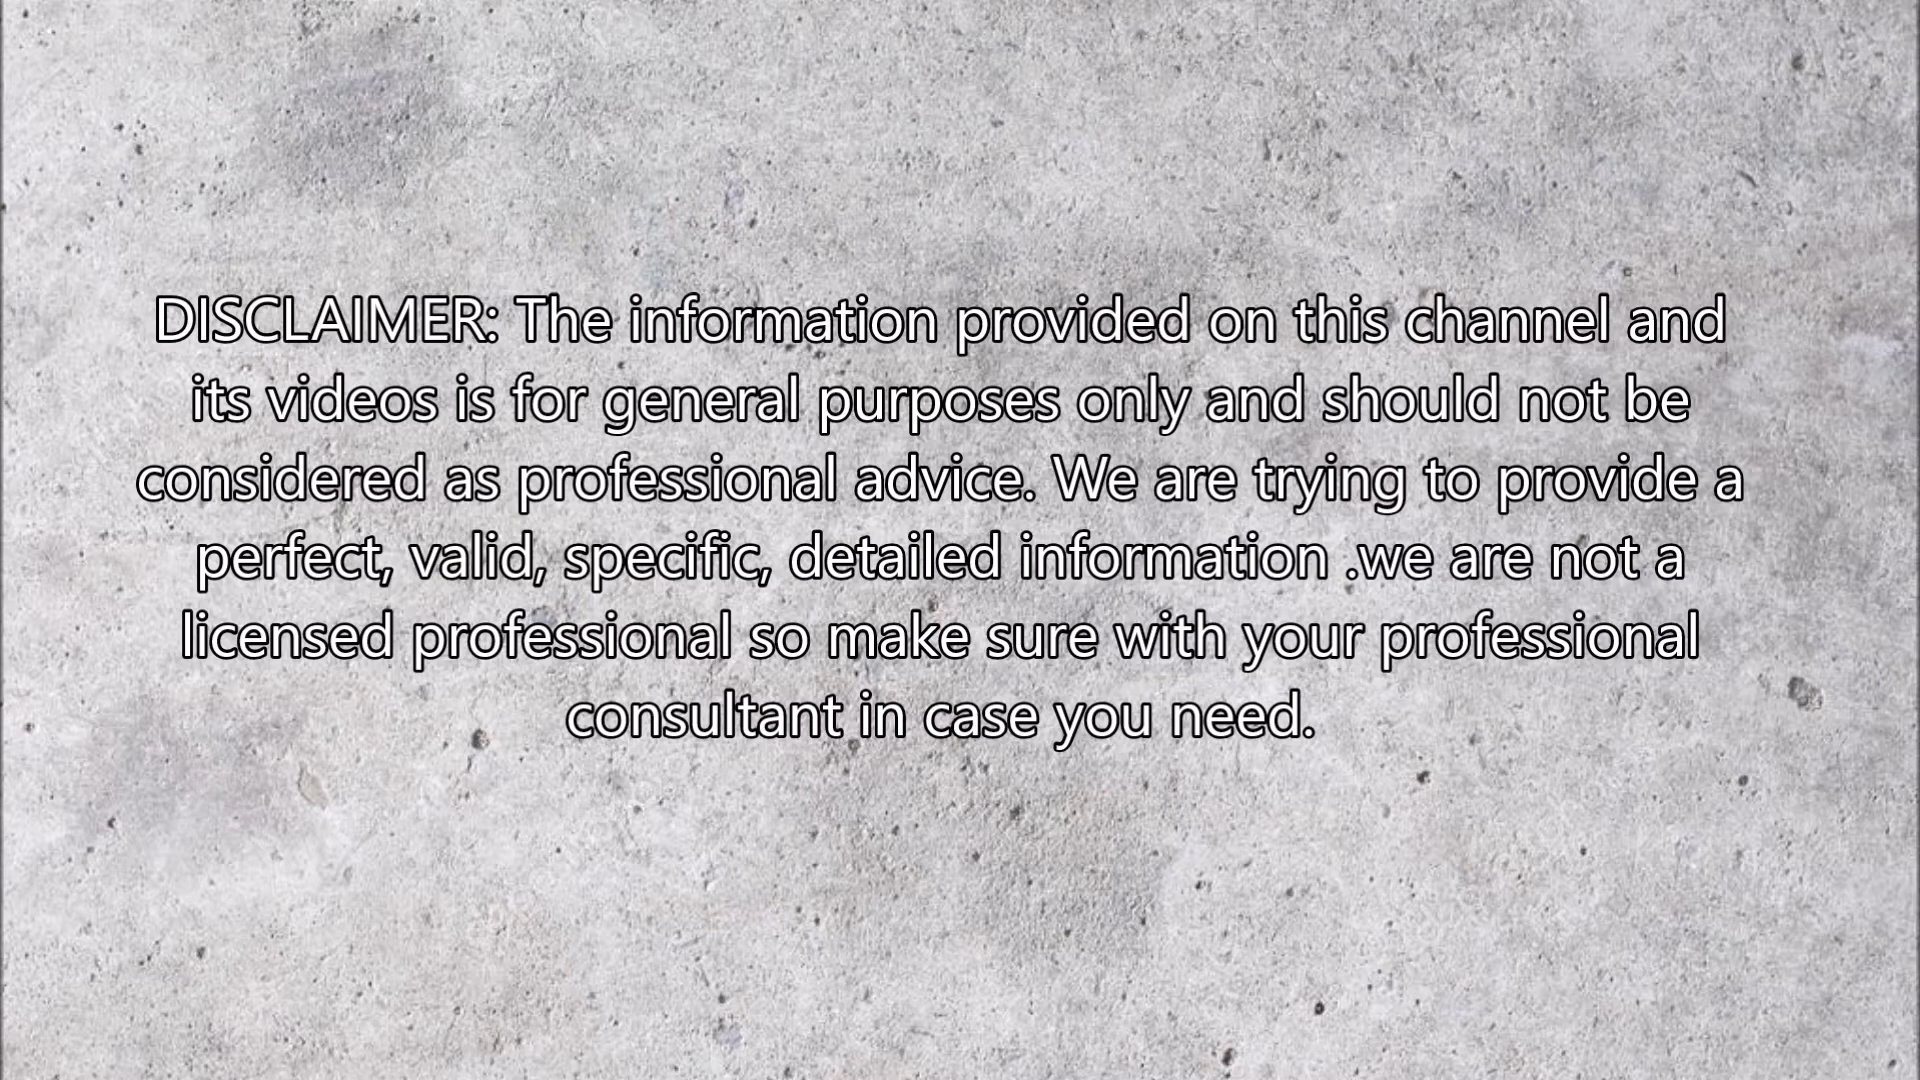 DISCLAIMER: The information provided on this channel and
its videos is for general purposes only and should not be
considered as professional advice. We are trying to provide a
perfect, valid, specific, detailed information .we are not a
licensed professional so make sure with your professional
consultant in case you need.